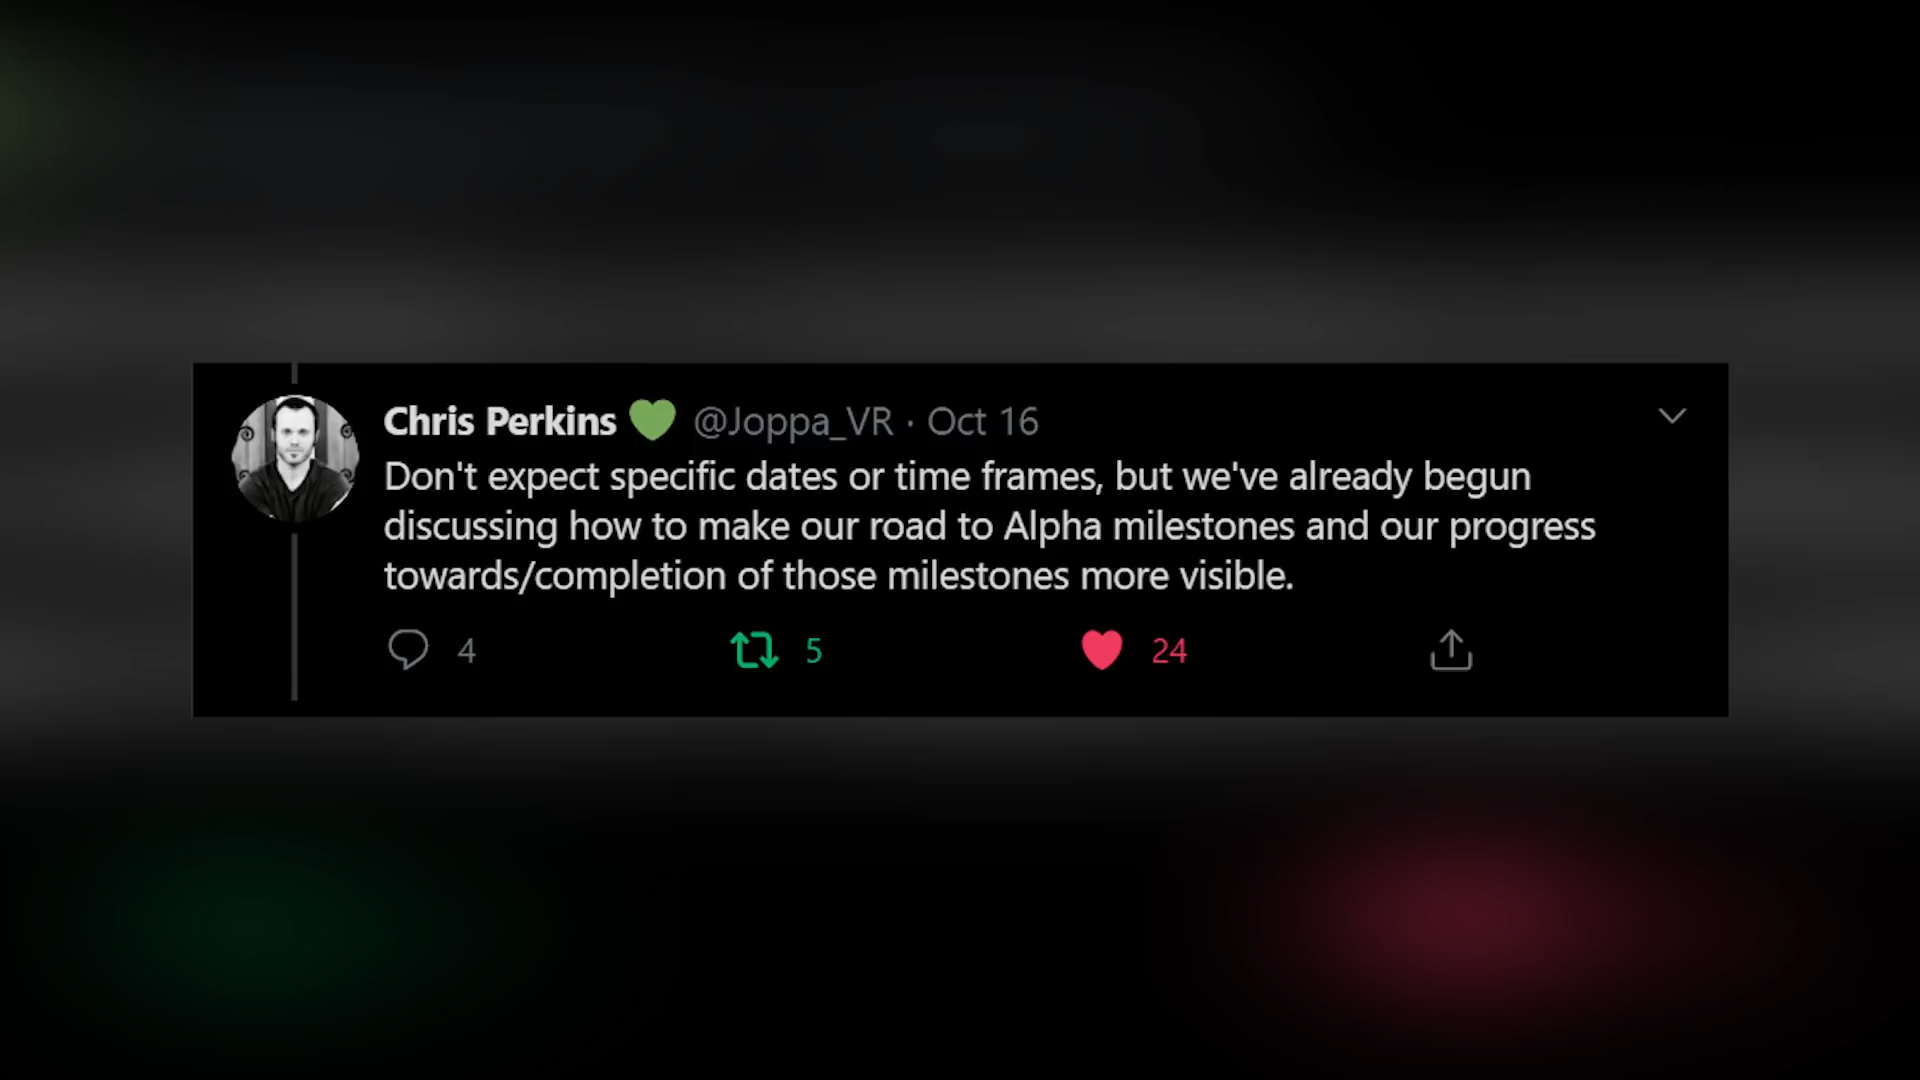 Chris Perkins 💚 @Joppa_VR · Oct 16
Don't expect specific dates or time frames, but we've already begun
discussing how to make our road to Alpha milestones and our progress
towards/completion of those milestones more visible.
4 5 24